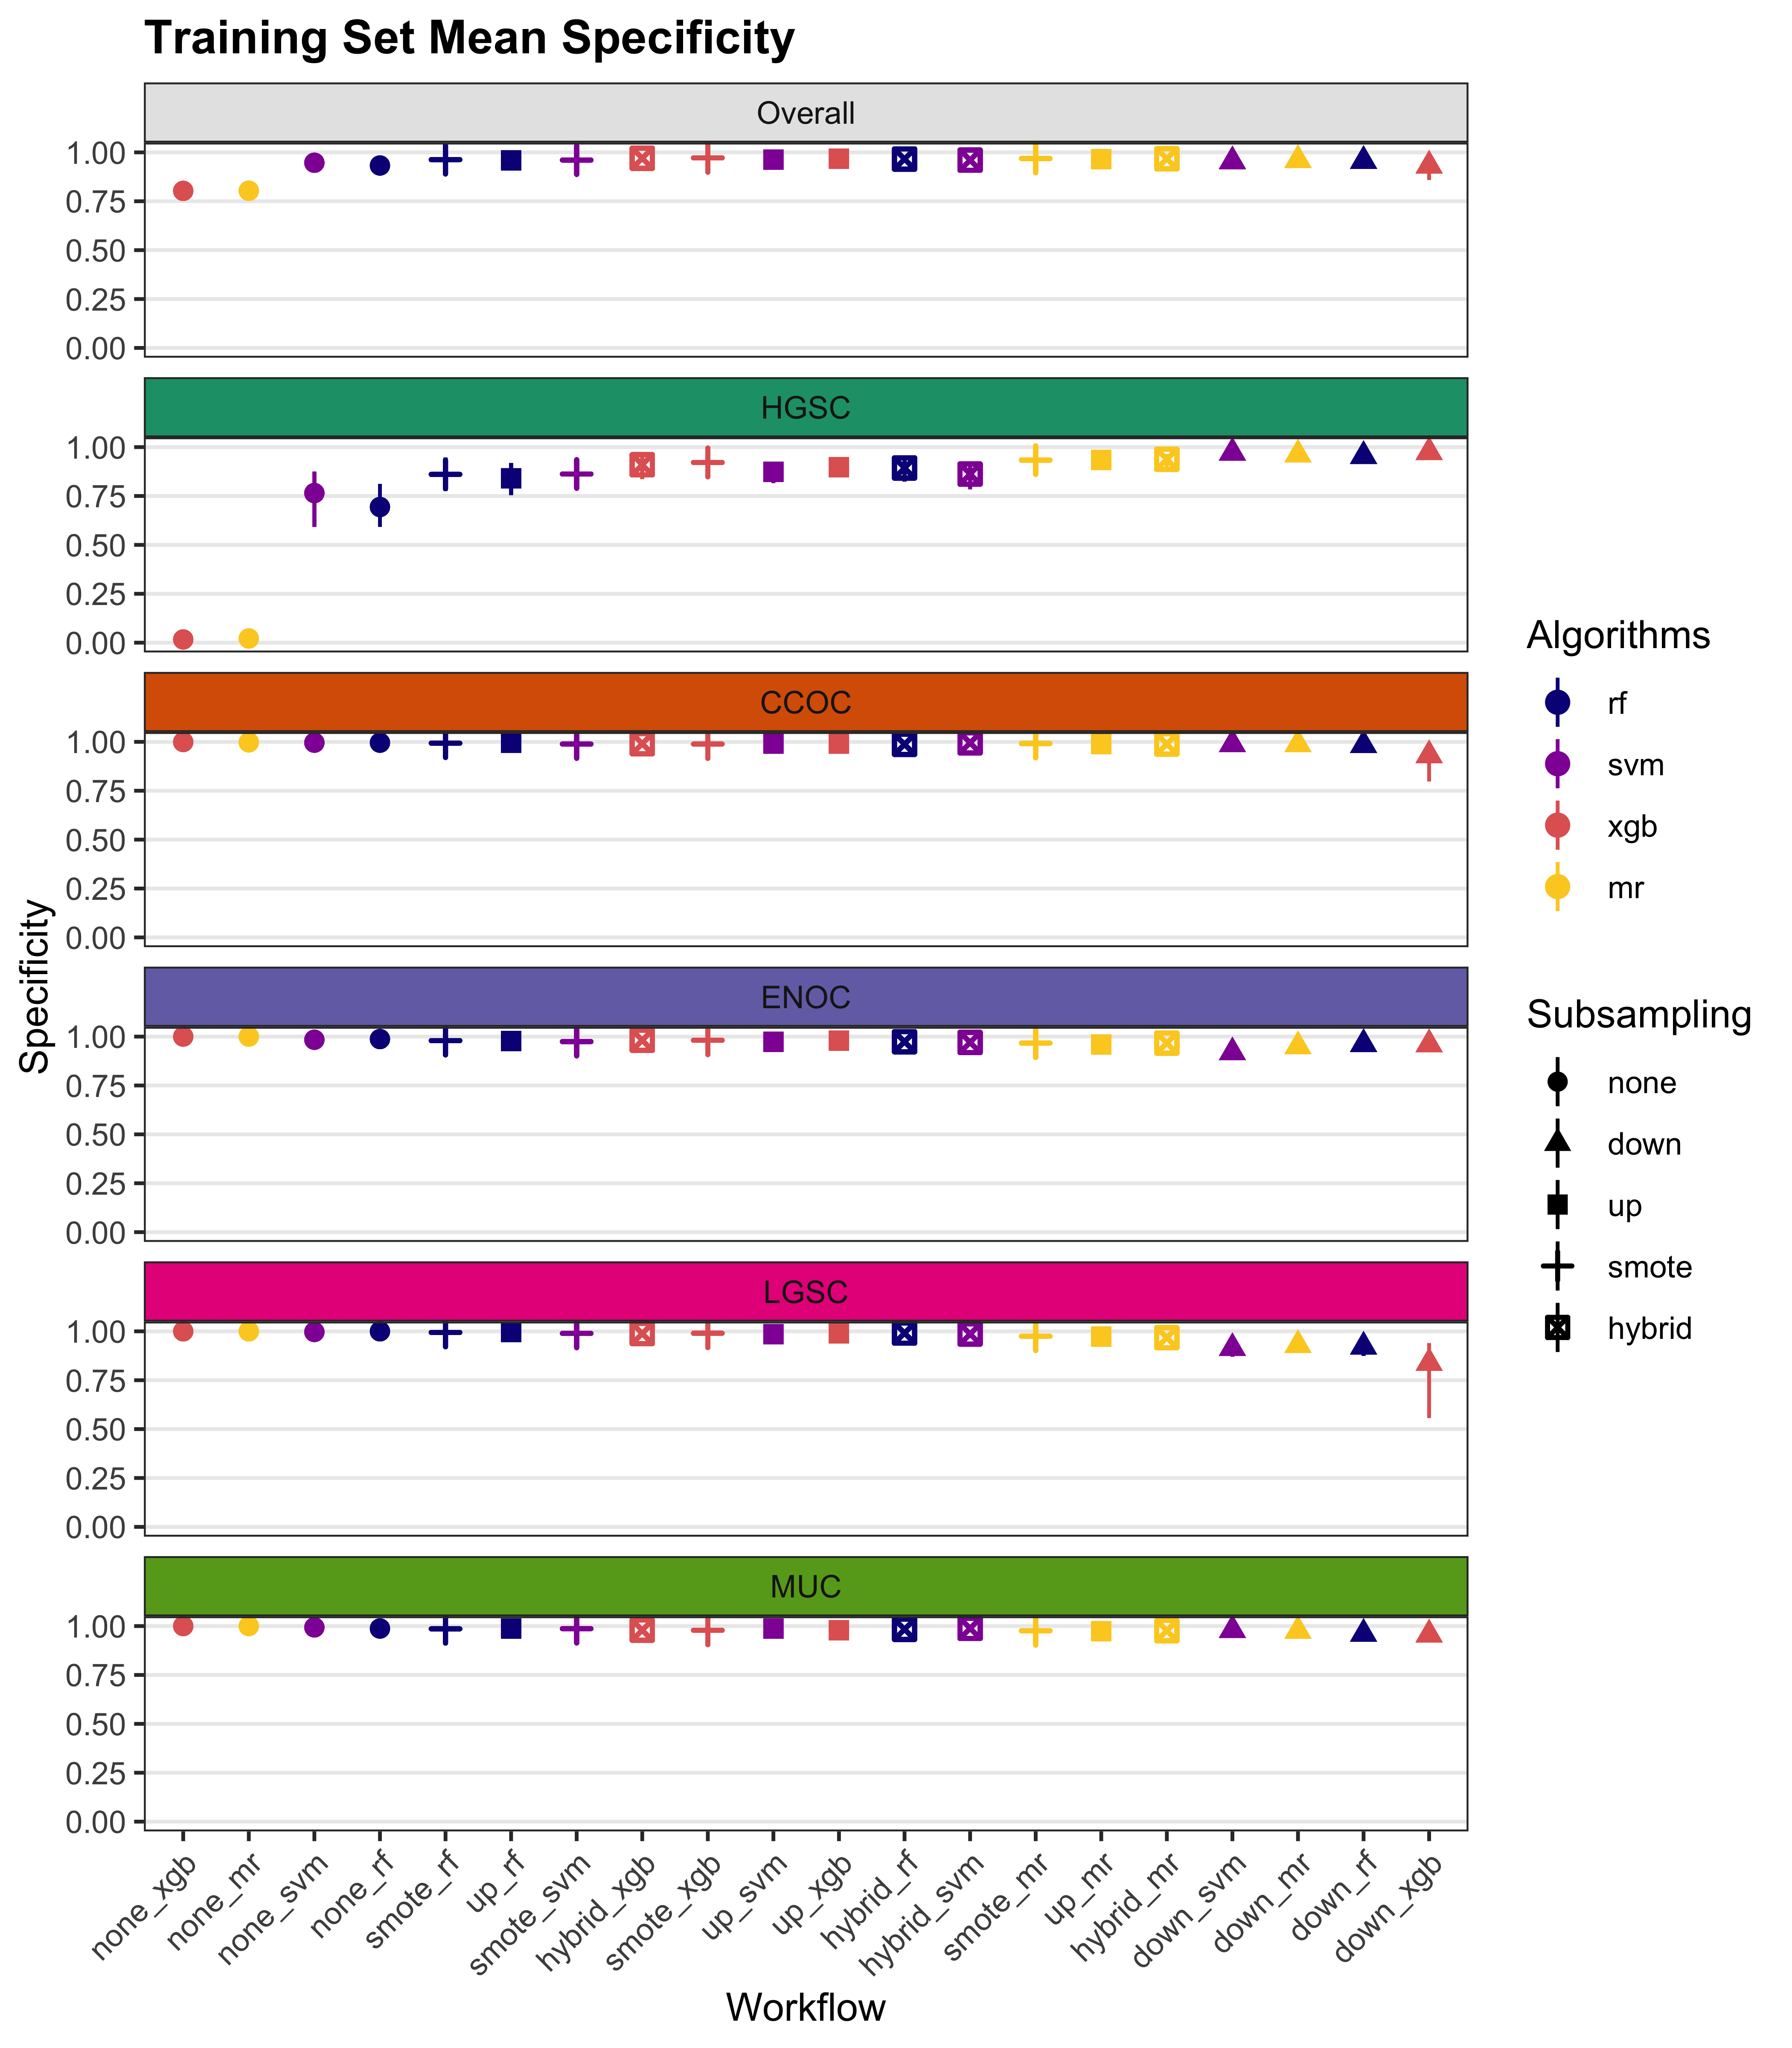 Training Set Mean Specificity
Overall
1.00
0.75
0.50
0.25
0.00
HGSC
1.00
0.75
0.50
0.25
0.00
CCOC
1.00
0.75
0.50
0.25
0.00
ENOC
1.00
0.75
0.50
0.25
0.00
LGSC
1.00
0.75
0.50
0.25
0.00
MUC
1.00
0.75
0.50
0.25
0.00
Specificity
none_xgb
none_mr
none_svm
none_rf
smote_rf
up_rf
smote_svm
hybrid_xgb
smote_xgb
up_svm
up_xgb
hybrid_rf
hybrid_svm
smote_mr
up_mr
hybrid_mr
down_svm
down_mr
down_rf
down_xgb
Workflow
Algorithms
rf
svm
xgb
mr
Subsampling
none
down
up
smote
hybrid